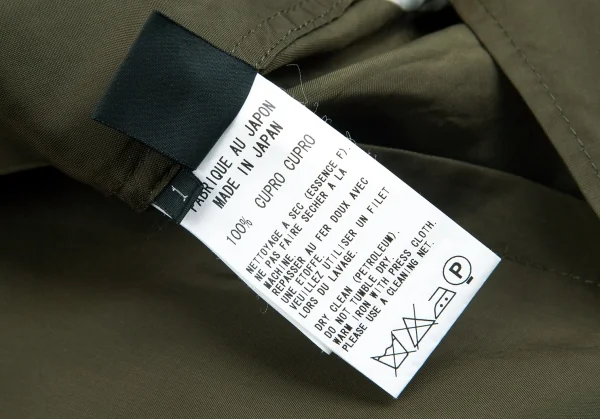 1
FABRIQUE AU JAPON
MADE IN JAPAN
100% CUPRO CUPRO
NETTOYAGE A SEC (ESSENCE F).
NE PAS FAIRE SECHER A LA
MACHINE.
REPASSER AU FER DOUX AVEC
UNE ETOFFE.
VEUILLEZ UTILISER UN FILET
LORS DU LAVAGE.
DRY CLEAN (PETROLEUM).
DO NOT TUMBLE DRY.
WARM IRON WITH PRESS CLOTH.
PLEASE USE A CLEANING NET.
P